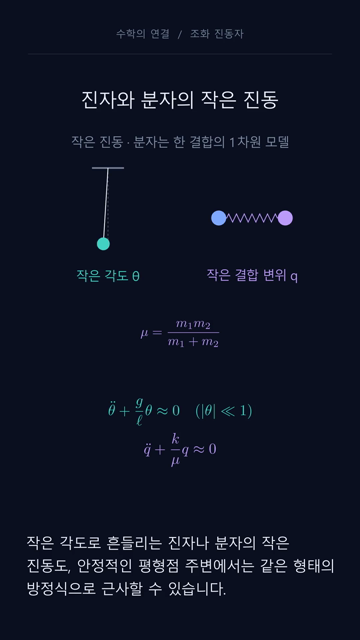 수학의 연결 / 조화 진동자
진자와 분자의 작은 진동
작은 진동 · 분자는 한 결합의 1차원 모델
작은 각도 θ
작은 결합 변위 q
μ = m₁m₂ / (m₁ + m₂)
θ̈ + g/ℓ θ ≈ 0 (|θ| ≪ 1)
q̈ + k/μ q ≈ 0
작은 각도로 흔들리는 진자나 분자의 작은
진동도, 안정적인 평형점 주변에서는 같은 형태의
방정식으로 근사할 수 있습니다.